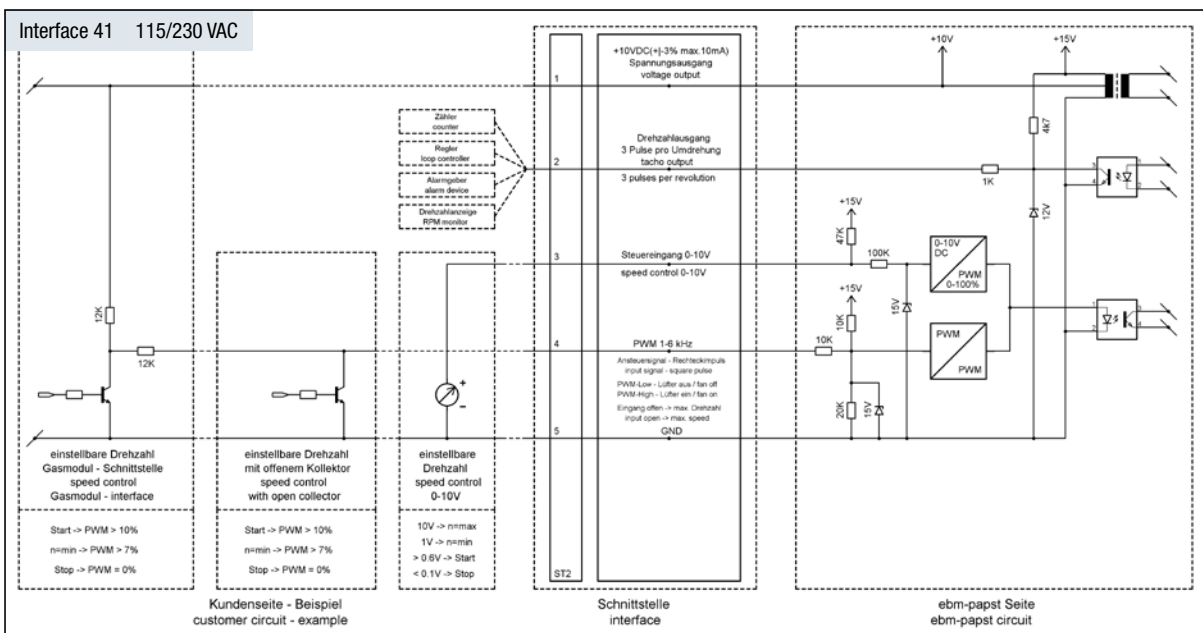 Interface 41 115/230 VAC
12K
12K
einstellbare Drehzahl
Gasmodul - Schnittstelle
speed control
Gasmodul - interface
Start -> PWM > 10%
n=min -> PWM > 7%
Stop -> PWM = 0%
einstellbare Drehzahl
mit offenem Kollektor
speed control
with open collector
Start -> PWM > 10%
n=min -> PWM > 7%
Stop -> PWM = 0%
Zähler
counter
Regler
loop controller
Alarmgeber
alarm device
Drehzahlanzeige
RPM monitor
+
–
einstellbare
Drehzahl
speed control
0-10V
10V -> n=max
1V -> n=min
> 0.6V -> Start
< 0.1V -> Stop
Kundenseite - Beispiel
customer circuit - example
1
2
3
4
5
ST2
+10VDC(+|-3% max.10mA)
Spannungsausgang
voltage output
Drehzahlausgang
3 Pulse pro Umdrehung
tacho output
3 pulses per revolution
Steuereingang 0-10V
speed control 0-10V
PWM 1-6 kHz
Ansteuersignal - Rechteckimpuls
input signal - square pulse
PWM-Low - Lüfter aus / fan off
PWM-High - Lüfter ein / fan on
Eingang offen -> max. Drehzahl
input open -> max. speed
GND
Schnittstelle
interface
+10V
+15V
4k7
1K
12V
+15V
47K
100K
15V
0-10V
DC
PWM
0-100%
+15V
10K
10K
20K
15V
PWM
PWM
1
2
ebm-papst Seite
ebm-papst circuit